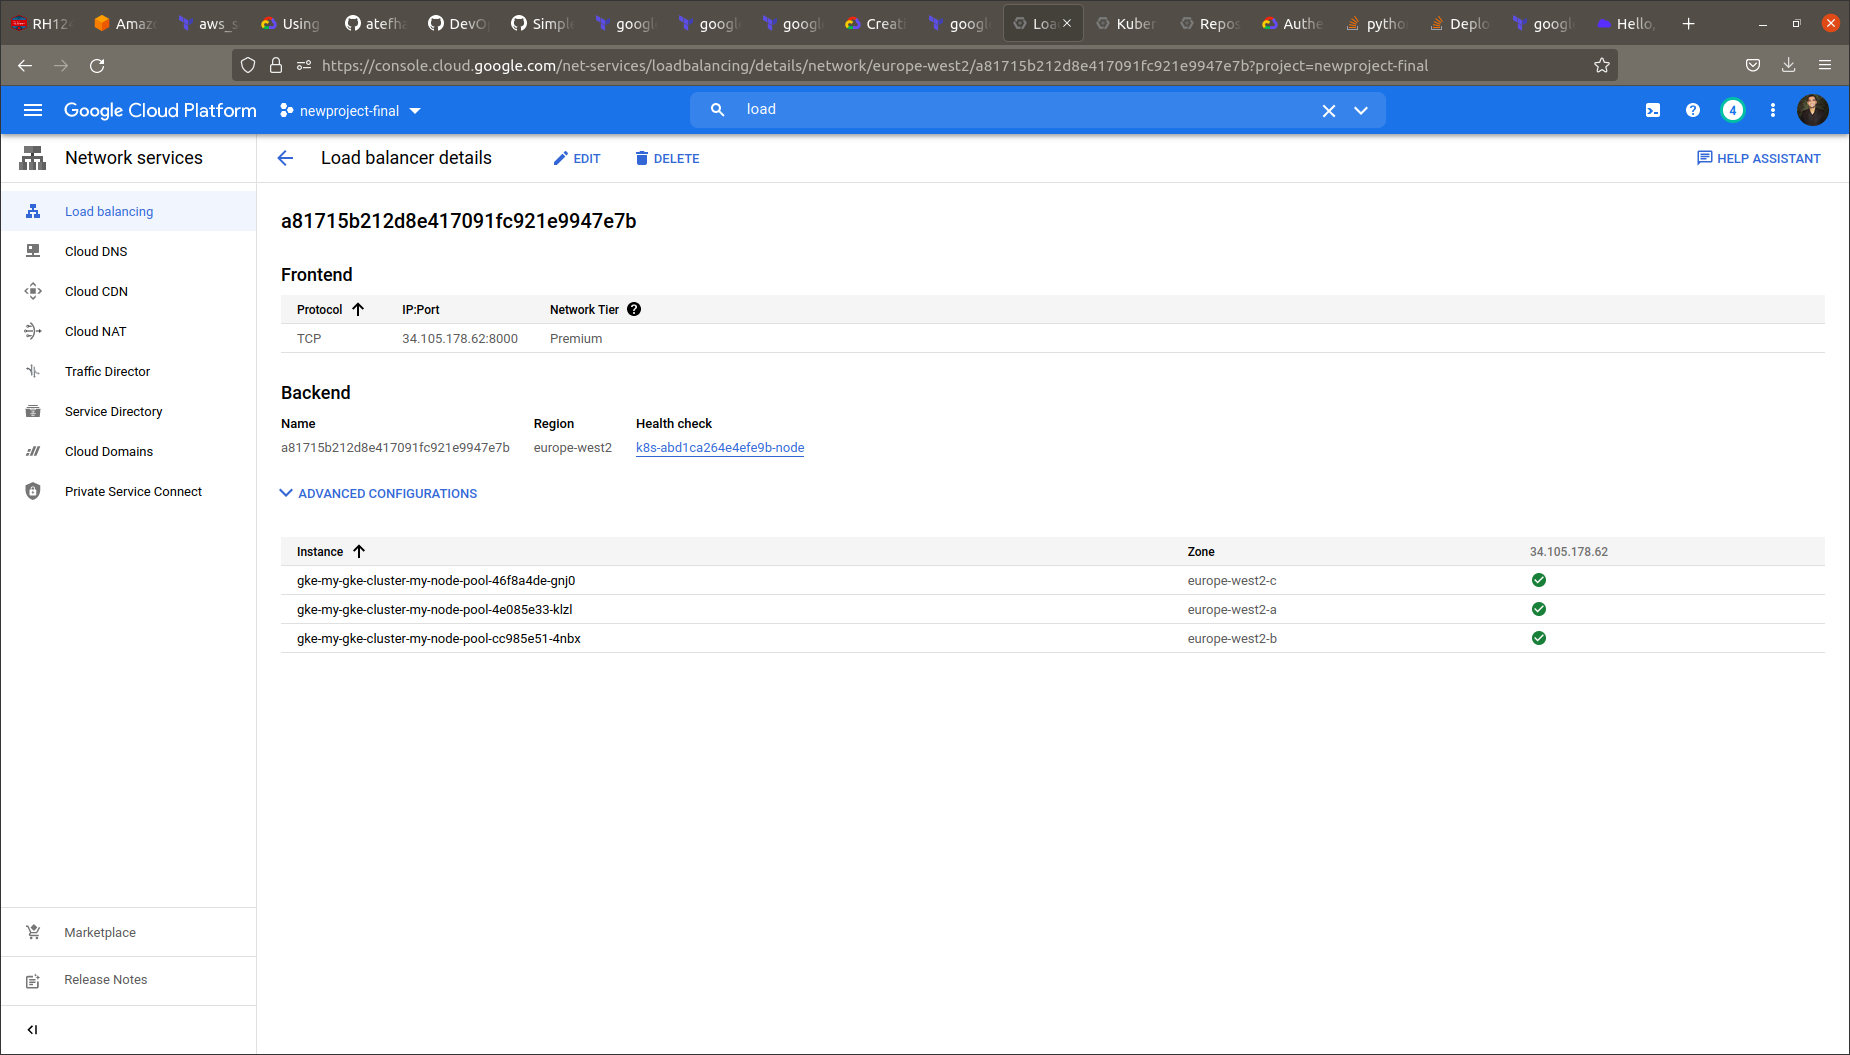 RH12 Amaz aws_s Using atefh DevO Simpl googl googl googl Creati googl Loa Kuber Repos Authe pytho Deplo googl Hello,
https://console.cloud.google.com/net-services/loadbalancing/details/network/europe-west2/a81715b212d8e417091fc921e9947e7b?project=newproject-final
Google Cloud Platform newproject-final load 4
Network services
Load balancer details EDIT DELETE HELP ASSISTANT
Load balancing
Cloud DNS
Cloud CDN
Cloud NAT
Traffic Director
Service Directory
Cloud Domains
Private Service Connect
Marketplace
Release Notes
a81715b212d8e417091fc921e9947e7b
Frontend
Protocol IP:Port Network Tier
TCP 34.105.178.62:8000 Premium
Backend
Name Region Health check
a81715b212d8e417091fc921e9947e7b europe-west2 k8s-abd1ca264e4efe9b-node
ADVANCED CONFIGURATIONS
Instance Zone 34.105.178.62
gke-my-gke-cluster-my-node-pool-46f8a4de-gnj0 europe-west2-c
gke-my-gke-cluster-my-node-pool-4e085e33-klzl europe-west2-a
gke-my-gke-cluster-my-node-pool-cc985e51-4nbx europe-west2-b